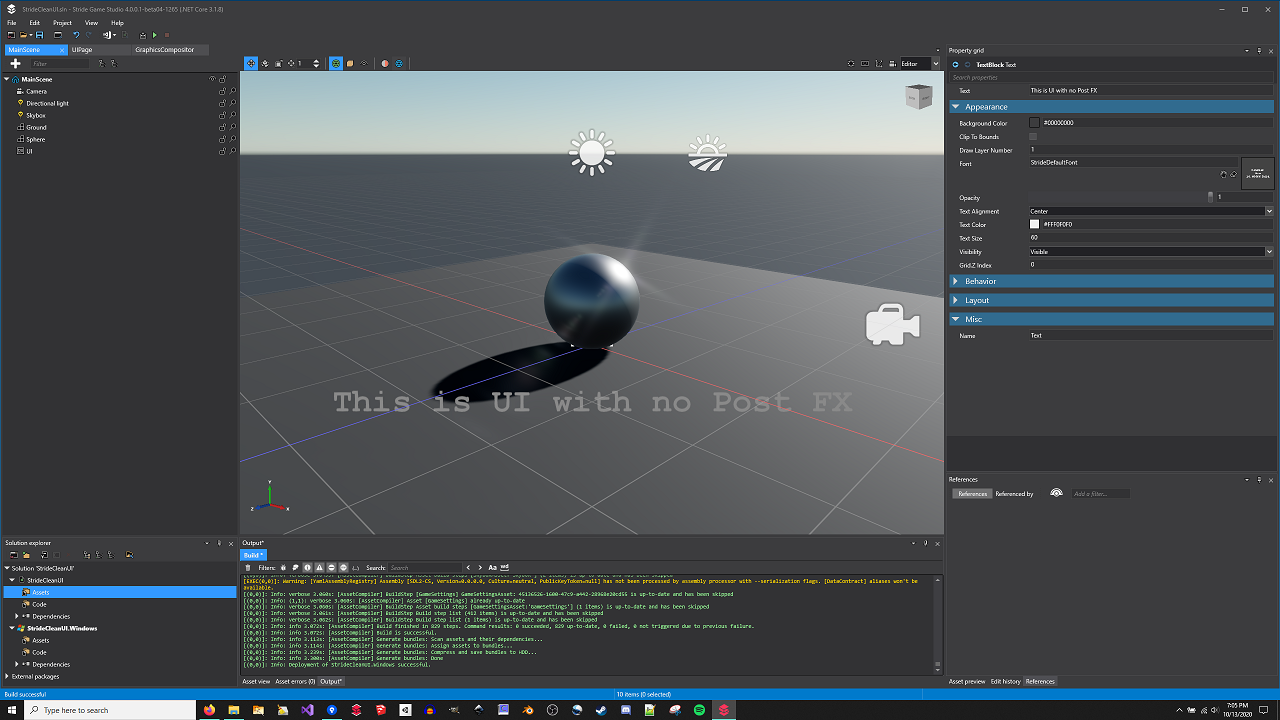 StrideCleanUI.sln - Stride Game Studio 4.0.0.1-beta04-1265 (.NET Core 3.1.8)
File Edit Project View Help
MainScene UIPage GraphicsCompositor
Filter
1
Editor
MainScene
Camera
Directional light
Skybox
Ground
Sphere
UI
This is UI with no Post FX
Y
Z X
Property grid
TextBlock Text
Search properties
Text This is UI with no Post FX
Appearance
Background Color #00000000
Clip To Bounds
Draw Layer Number 1
Font StrideDefaultFont
Opacity 1
Text Alignment Center
Text Color #FFF0F0F0
Text Size 60
Visibility Visible
Grid.Z Index 0
Behavior
Layout
Misc
Name Text
References
References Referenced by Add a filter...
Asset preview Edit history References
Solution explorer
Solution 'StrideCleanUI'
StrideCleanUI
Assets
Code
Dependencies
StrideCleanUI.Windows
Assets
Code
Dependencies
External packages
Output*
Build *
Filters: Search: Search Aa wd
[EXEC(0,0)]: Warning: [YamlAssemblyRegistry] Assembly [SDL2-CS, Version=0.0.0.0, Culture=neutral, PublicKeyToken=null] has not been processed by assembly processor with --serialization flags. [DataContract] aliases won't be
available.
[(0,0)]: Info: verbose 3.060s: [AssetCompiler] BuildStep [GameSettings] GameSettingsAsset:
[(0,0)]: Info: (1,1): verbose 3.060s: [AssetCompiler] Asset [GameSettings] already up-to-date
[(0,0)]: Info: verbose 3.060s: [AssetCompiler] BuildStep Asset build steps [GameSettingsAsset:'GameSettings'] (1 items) is up-to-date and has been skipped
[(0,0)]: Info: verbose 3.061s: [AssetCompiler] BuildStep Build step list (412 items) is up-to-date and has been skipped
[(0,0)]: Info: verbose 3.062s: [AssetCompiler] BuildStep Build step list (1 items) is up-to-date and has been skipped
[(0,0)]: Info: info 3.072s: [AssetCompiler] Build finished in 829 steps. Command results: 0 succeeded, 829 up-to-date, 0 failed, 0 not triggered due to previous failure.
[(0,0)]: Info: info 3.072s: [AssetCompiler] Build is successful.
[(0,0)]: Info: info 3.113s: [AssetCompiler] Generate bundles: Scan assets and their dependencies...
[(0,0)]: Info: info 3.114s: [AssetCompiler] Generate bundles: Assign assets to bundles...
[(0,0)]: Info: info 3.239s: [AssetCompiler] Generate bundles: Compress and save bundles to HDD...
[(0,0)]: Info: info 3.300s: [AssetCompiler] Generate bundles: Done
[(0,0)]: Info: Deployment of StrideCleanUI.Windows successful.
Asset view Asset errors (0) Output*
Build successful 10 items (0 selected)
Type here to search
7:05 PM
10/13/2020